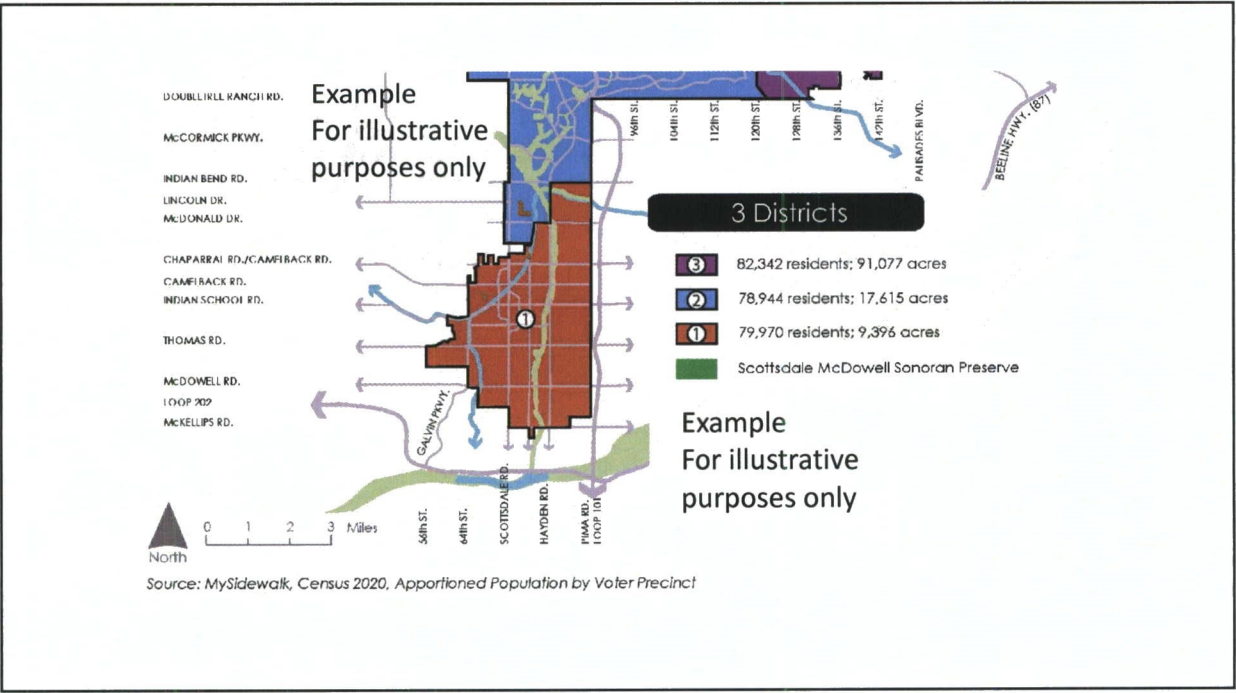 DOUBLETREE RANCH RD.
Example
For illustrative
purposes only
McCORMICK PKWY.
INDIAN BEND RD.
LINCOLN DR.
McDONALD DR.
CHAPARRAL RD./CAMELBACK RD.
CAMELBACK RD.
INDIAN SCHOOL RD.
THOMAS RD.
McDOWELL RD.
LOOP 202
McKELLIPS RD.
96th St.
104th ST.
112th ST.
120th ST.
128th ST.
136th ST.
142th ST.
PALISADES BLVD.
BEELINE HWY. (87)
3 Districts
3 82,342 residents; 91,077 acres
2 78,944 residents; 17,615 acres
1 79,970 residents; 9,396 acres
Scottsdale McDowell Sonoran Preserve
1
Example
For illustrative
purposes only
GALVIN PKWY.
56th ST.
64th ST.
SCOTTSDALE RD.
HAYDEN RD.
PIMA RD.
LOOP 101
0 1 2 3 Miles
North
Source: MySidewalk, Census 2020, Apportioned Population by Voter Precinct